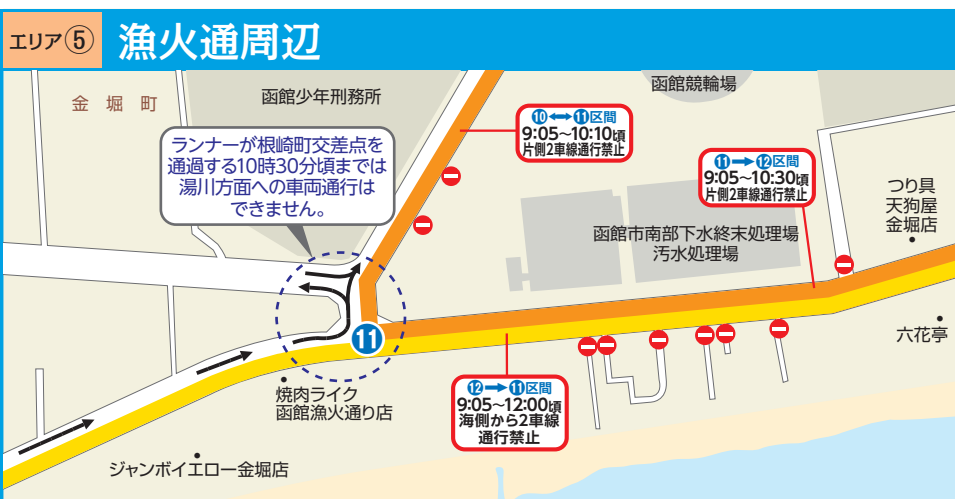 エリア⑤ 漁火通周辺
金堀町
函館少年刑務所
函館競輪場
ランナーが根崎町交差点を
通過する10時30分頃までは
湯川方面への車両通行は
できません。
⑩↔⑪区間
9:05~10:10頃
片側2車線通行禁止
⑪→⑫区間
9:05~10:30頃
片側2車線通行禁止
つり具
天狗屋
金堀店
函館市南部下水終末処理場
汚水処理場
⑪
六花亭
焼肉ライク
函館漁火通り店
⑫→⑪区間
9:05~12:00頃
海側から2車線
通行禁止
ジャンボイエロー金堀店